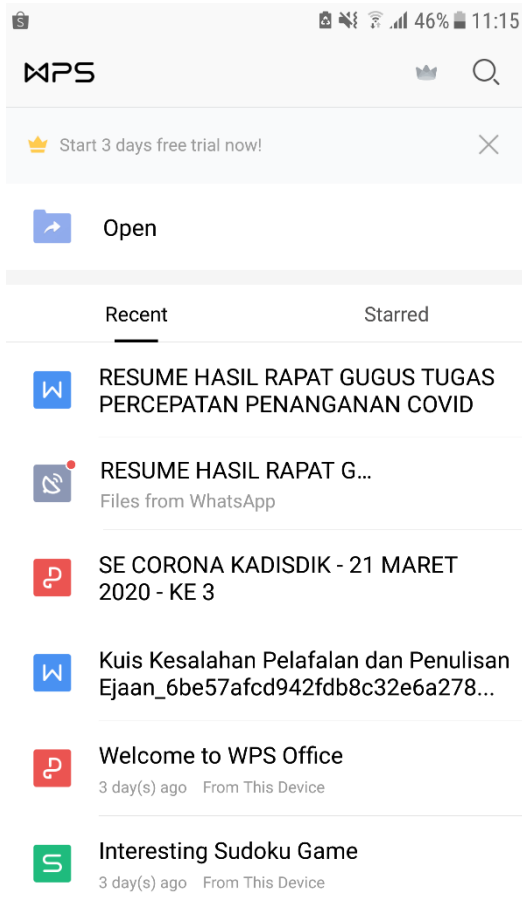 46% 11:15
WPS
Start 3 days free trial now!
Open
Recent Starred
RESUME HASIL RAPAT GUGUS TUGAS
PERCEPATAN PENANGANAN COVID
RESUME HASIL RAPAT G...
Files from WhatsApp
SE CORONA KADISDIK - 21 MARET
2020 - KE 3
Kuis Kesalahan Pelafalan dan Penulisan
Ejaan_6be57afcd942fdb8c32e6a278...
Welcome to WPS Office
3 day(s) ago From This Device
Interesting Sudoku Game
3 day(s) ago From This Device